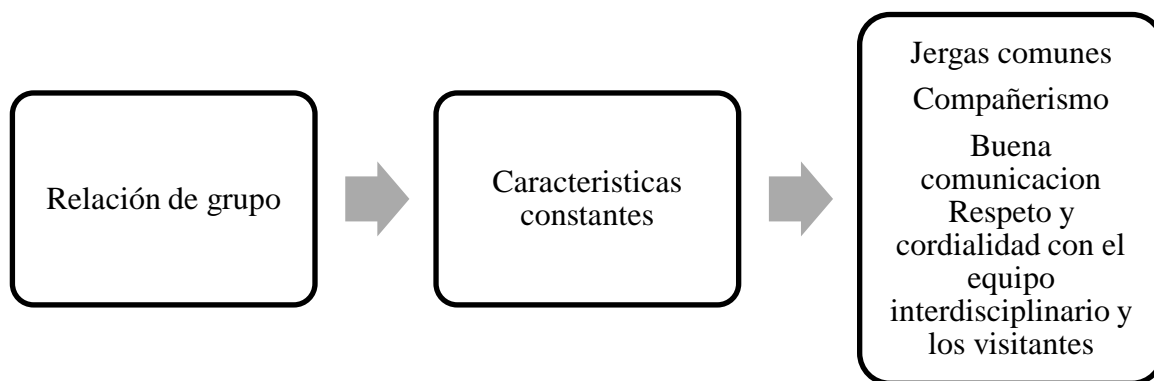 Relación de grupo
Caracteristicas
constantes
Jergas comunes
Compañerismo
Buena
comunicacion
Respeto y
cordialidad con el
equipo
interdisciplinario y
los visitantes